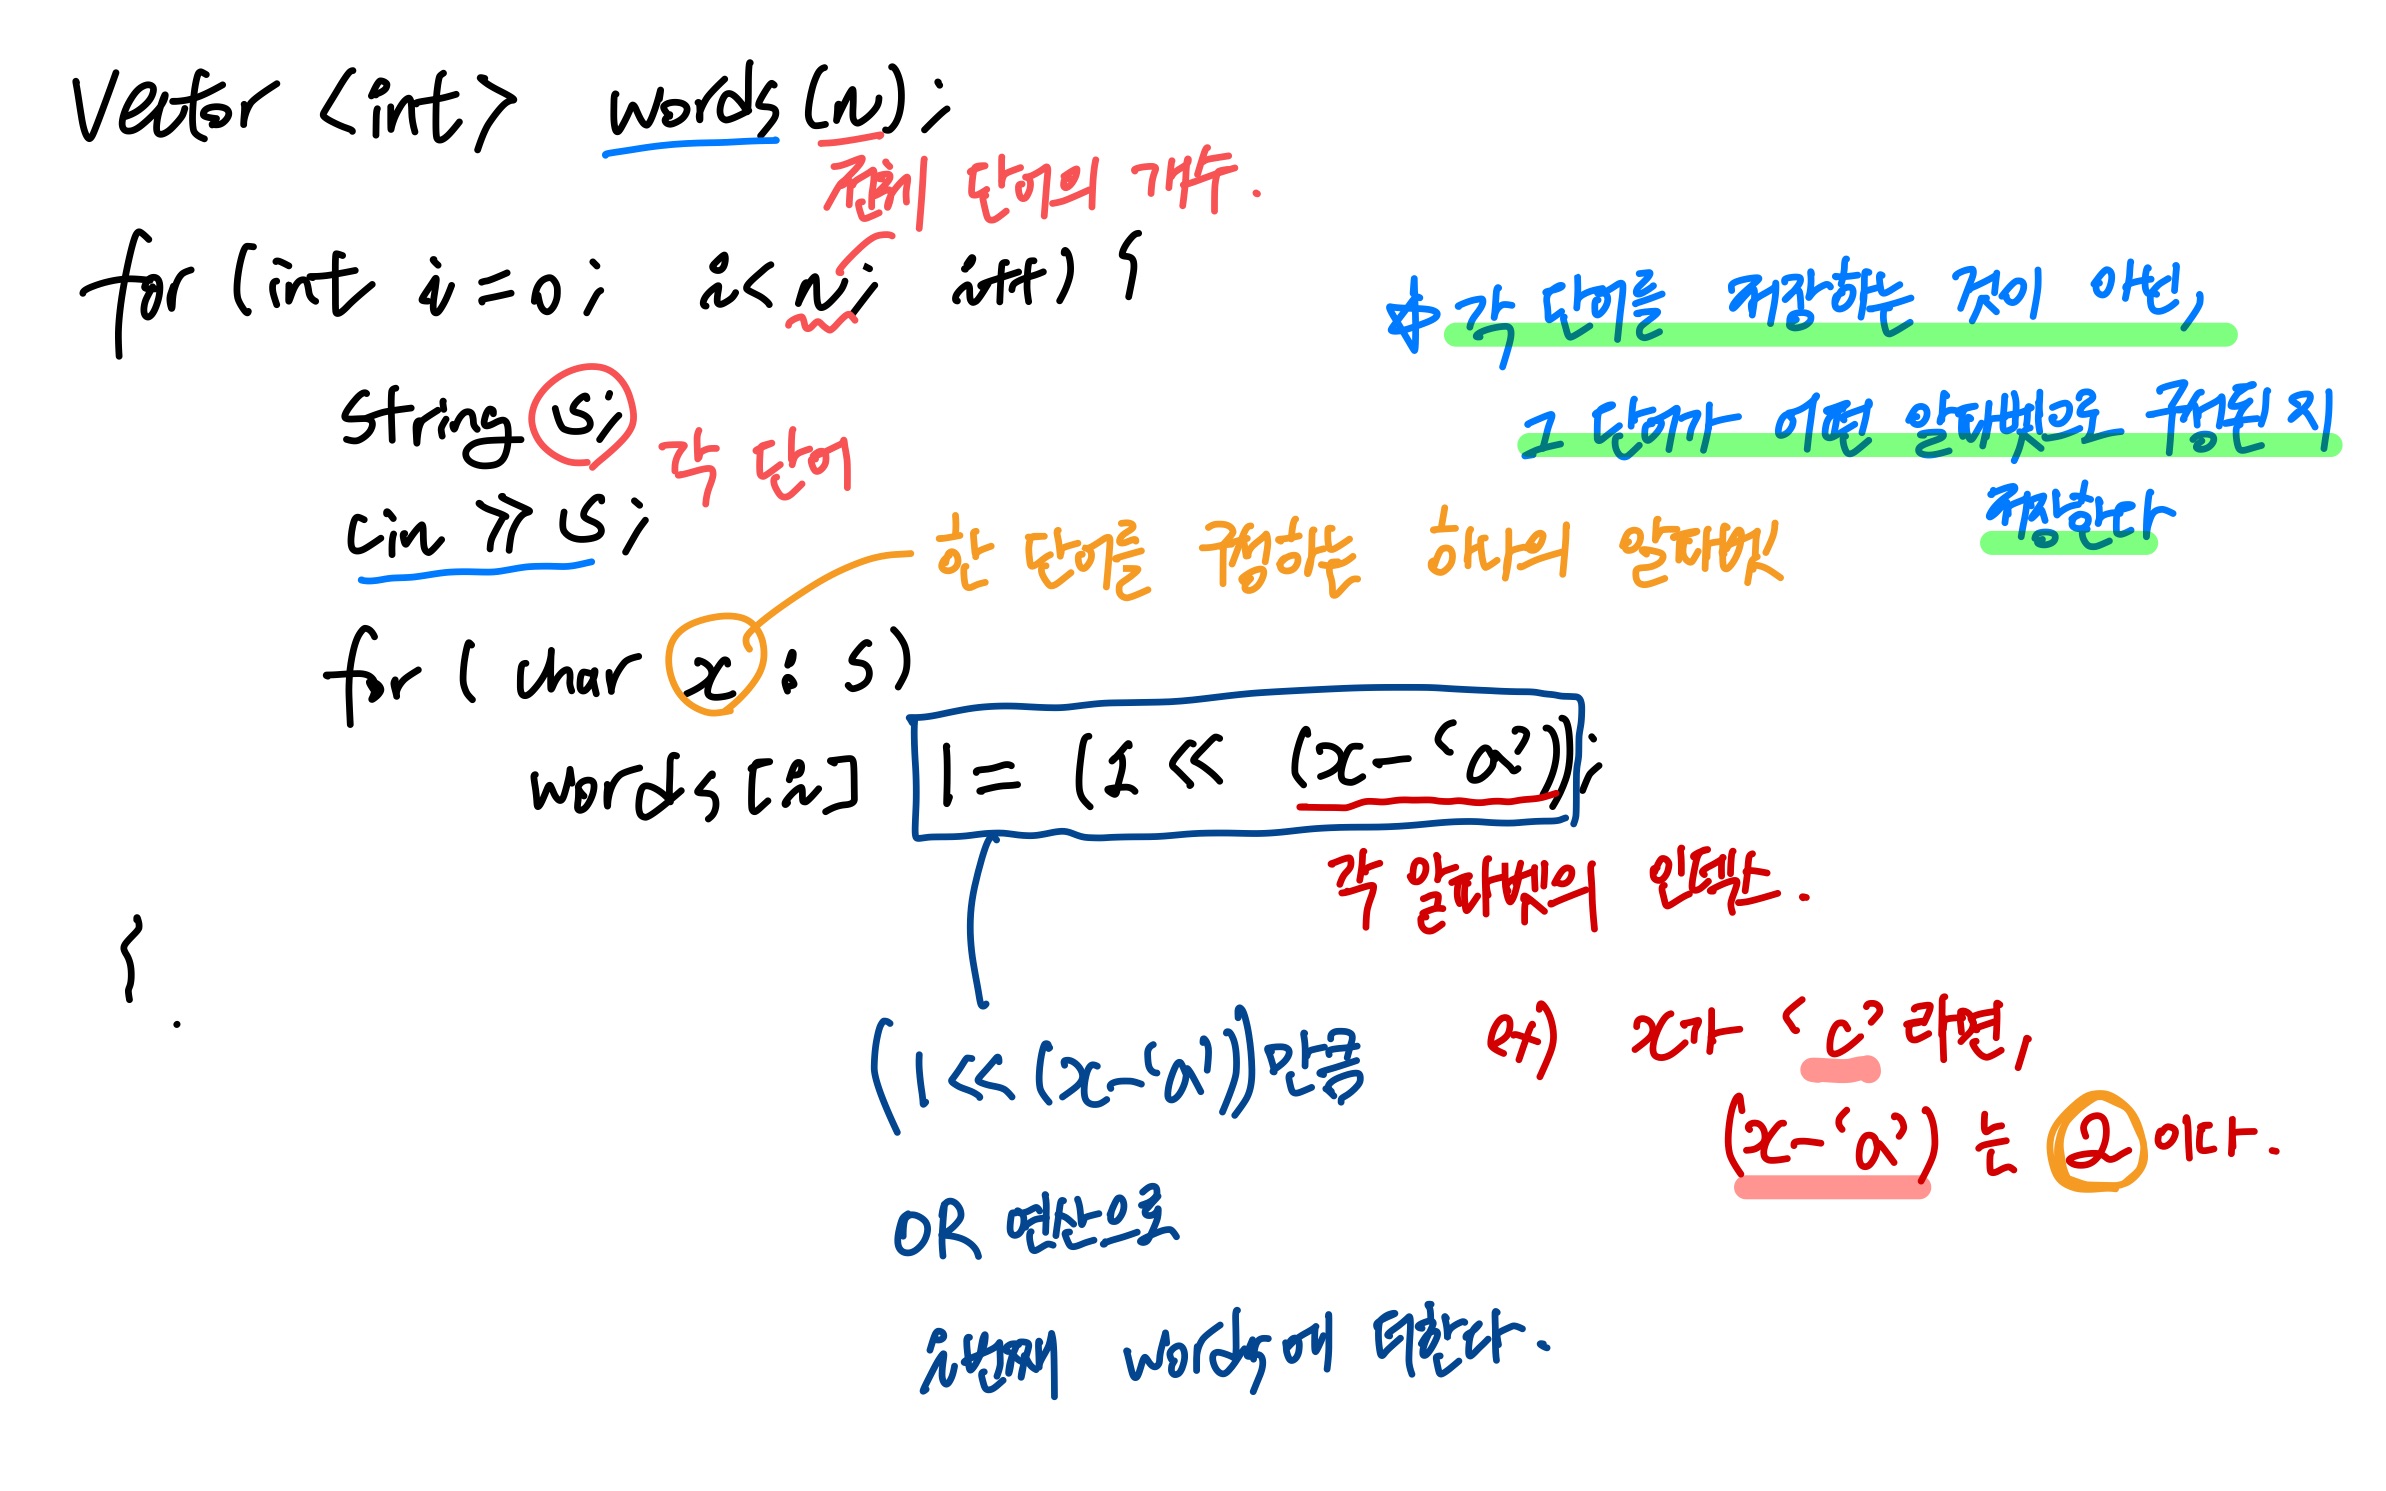 Vector <int> words (n);
전체 단어의 개수.
for (int i = 0; i < n; i++) {
※ 각 단어를 저장하는 것이 아닌,
string s;
각 단어
그 단어가 어떤 알파벳으로 구성되었는지
저장한다
cin >> s;
한 단어를 구성하는 하나의 알파벳
for ( char x : s)
words [i] |= (1 << (x - 'a'));
각 알파벳의 인덱스.
}
(1 << (x - 'a')) 만큼을
ex) x가 'c' 라면,
(x - 'a') 는 2 이다.
OR 연산으로
i번째 words에 더한다.